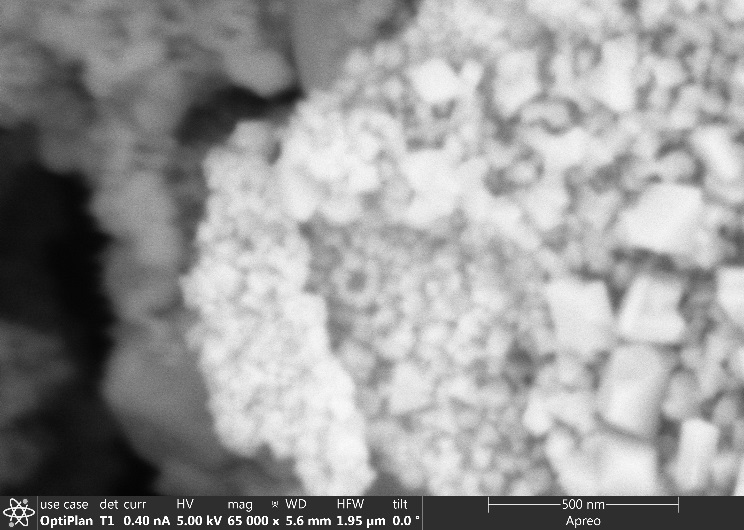 use case det curr HV mag WD HFW tilt
OptiPlan T1 0.40 nA 5.00 kV 65 000 x 5.6 mm 1.95 µm 0.0 °
500 nm
Apreo